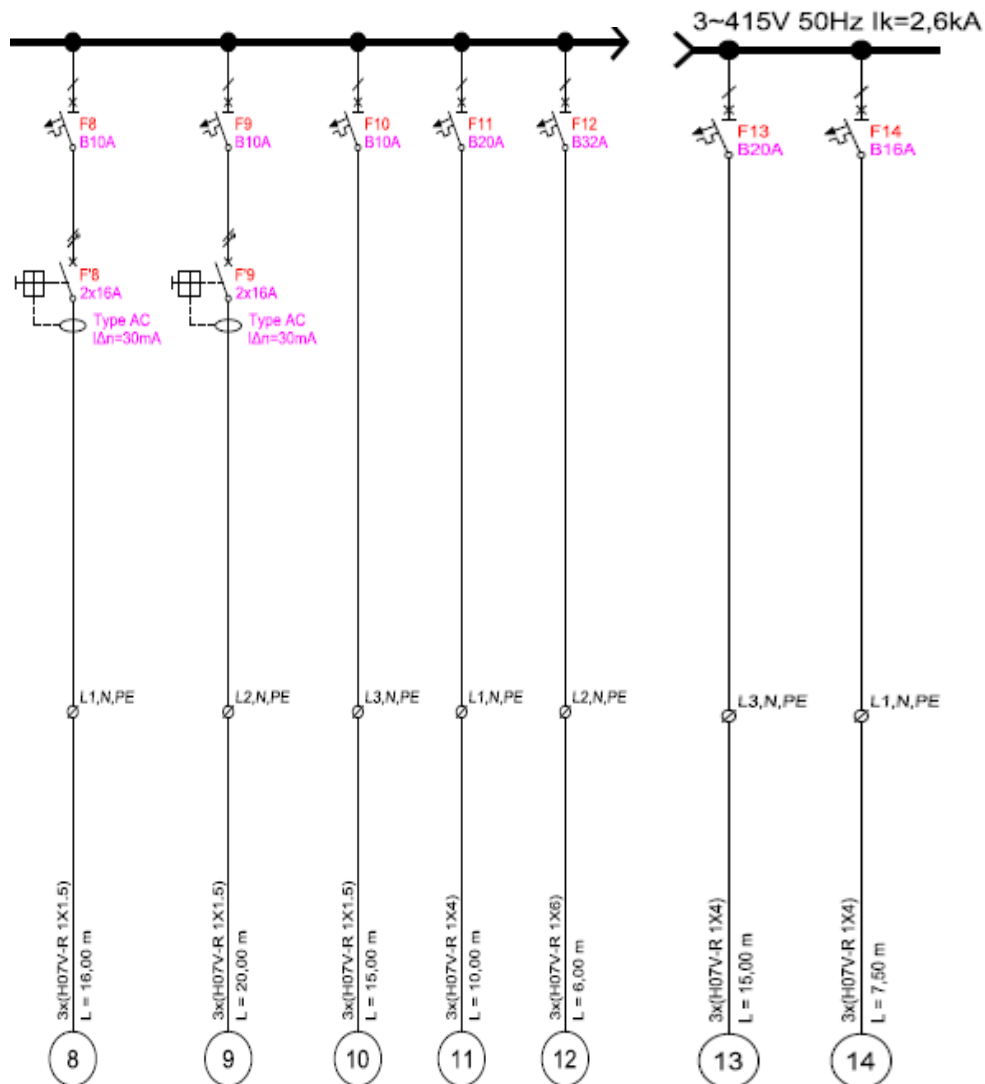 3~415V 50Hz Ik=2,6kA
F8
B10A
F9
B10A
F10
B10A
F11
B20A
F12
B32A
F13
B20A
F14
B16A
F'8
2x16A
Type AC
IΔn=30mA
F'9
2x16A
Type AC
IΔn=30mA
L1,N,PE
L2,N,PE
L3,N,PE
L1,N,PE
L2,N,PE
L3,N,PE
L1,N,PE
3x(H07V-R 1X1.5)
L = 16,00 m
3x(H07V-R 1X1.5)
L = 20,00 m
3x(H07V-R 1X1.5)
L = 15,00 m
3x(H07V-R 1X4)
L = 10,00 m
3x(H07V-R 1X6)
L = 6,00 m
3x(H07V-R 1X4)
L = 15,00 m
3x(H07V-R 1X4)
L = 7,50 m
8
9
10
11
12
13
14